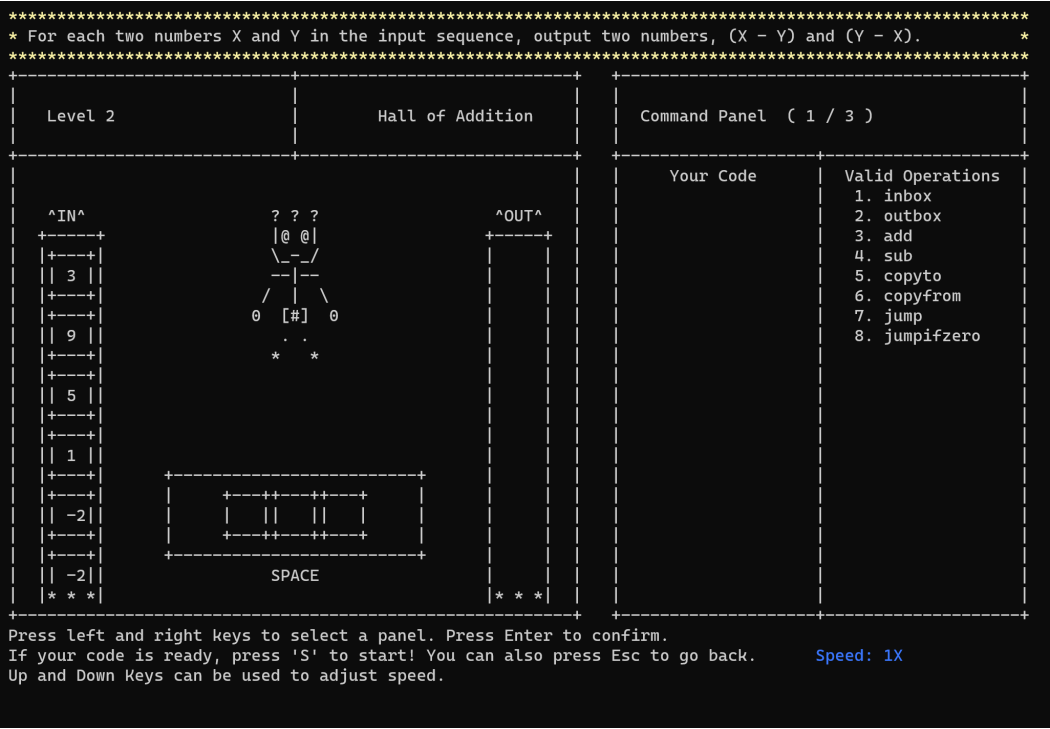 * For each two numbers X and Y in the input sequence, output two numbers, (X - Y) and (Y - X). *
Level 2
Hall of Addition
Command Panel ( 1 / 3 )
Your Code
Valid Operations
1. inbox
2. outbox
3. add
4. sub
5. copyto
6. copyfrom
7. jump
8. jumpifzero
^IN^
? ? ?
^OUT^
|@ @|
\_-_/
--|--
/ | \
0 [#] 0
. .
* *
3
9
5
1
-2
-2
* * *
SPACE
* * *
Press left and right keys to select a panel. Press Enter to confirm.
If your code is ready, press 'S' to start! You can also press Esc to go back.
Speed: 1X
Up and Down Keys can be used to adjust speed.